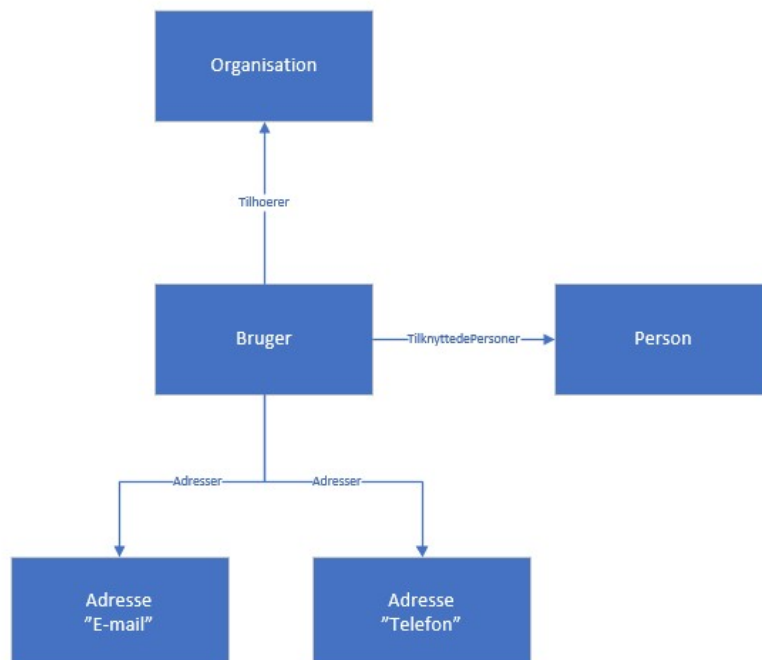 Organisation
Tilhoerer
Bruger
TilknyttedePersoner
Person
Adresser
Adresser
Adresse
"E-mail"
Adresse
"Telefon"